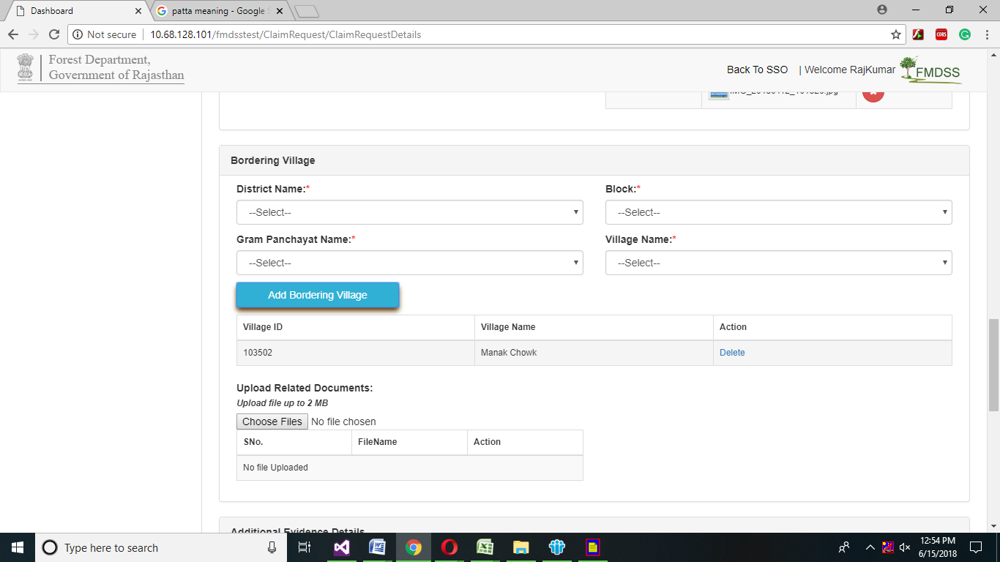 Dashboard
patta meaning - Google S
Not secure
10.68.128.101/fmdsstest/ClaimRequest/ClaimRequestDetails
CORS
Forest Department,
Government of Rajasthan
Back To SSO | Welcome RajKumar
FMDSS
Bordering Village
District Name:*
Block:*
--Select--
--Select--
Gram Panchayat Name:*
Village Name:*
--Select--
--Select--
Add Bordering Village
Village ID Village Name Action
103502 Manak Chowk Delete
Upload Related Documents:
Upload file up to 2 MB
Choose Files No file chosen
SNo. FileName Action
No file Uploaded
Additional Evidence Details
Type here to search
12:54 PM
6/15/2018